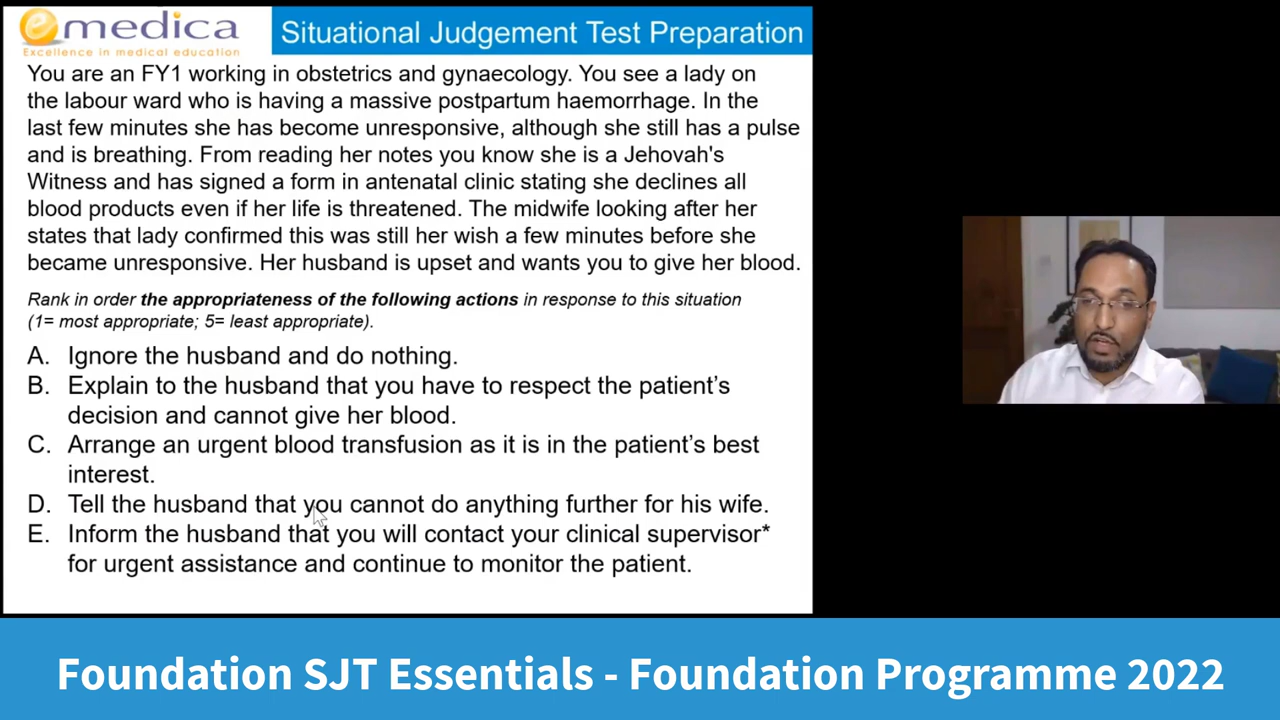 emedica
Excellence in medical education
Situational Judgement Test Preparation
You are an FY1 working in obstetrics and gynaecology. You see a lady on
the labour ward who is having a massive postpartum haemorrhage. In the
last few minutes she has become unresponsive, although she still has a pulse
and is breathing. From reading her notes you know she is a Jehovah's
Witness and has signed a form in antenatal clinic stating she declines all
blood products even if her life is threatened. The midwife looking after her
states that lady confirmed this was still her wish a few minutes before she
became unresponsive. Her husband is upset and wants you to give her blood.
Rank in order the appropriateness of the following actions in response to this situation
(1= most appropriate; 5= least appropriate).
A. Ignore the husband and do nothing.
B. Explain to the husband that you have to respect the patient’s
decision and cannot give her blood.
C. Arrange an urgent blood transfusion as it is in the patient’s best
interest.
D. Tell the husband that you cannot do anything further for his wife.
E. Inform the husband that you will contact your clinical supervisor*
for urgent assistance and continue to monitor the patient.
Foundation SJT Essentials - Foundation Programme 2022